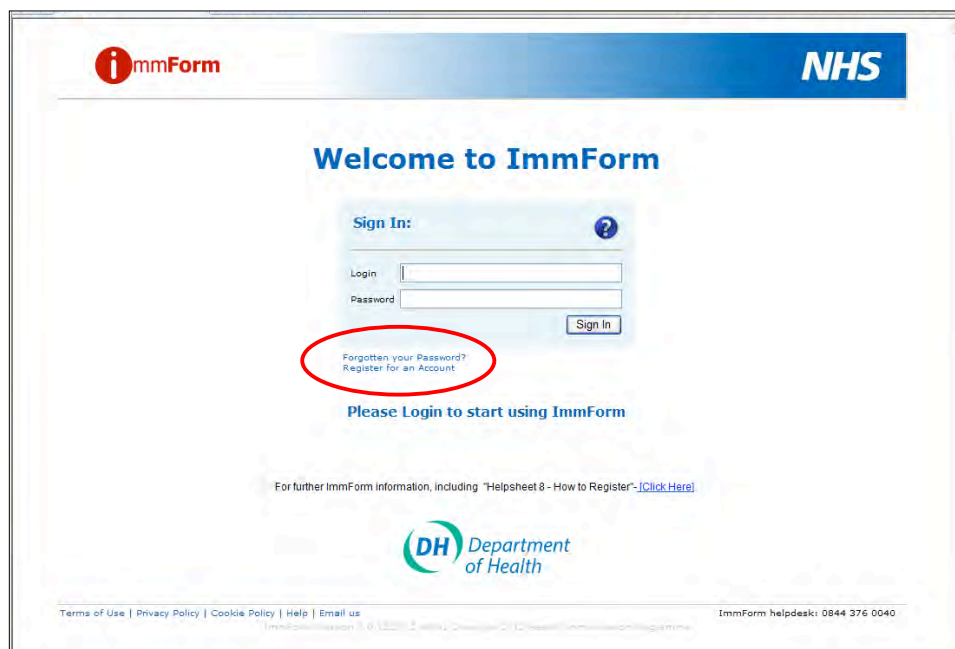 immForm
NHS
Welcome to ImmForm
Sign In:
?
Login
Password
Sign In
Forgotten your Password?
Register for an Account
Please Login to start using ImmForm
For further ImmForm information, including "Helpsheet 8 - How to Register"- [Click Here]
DH Department
of Health
Terms of Use | Privacy Policy | Cookie Policy | Help | Email us
ImmForm helpdesk: 0844 376 0040